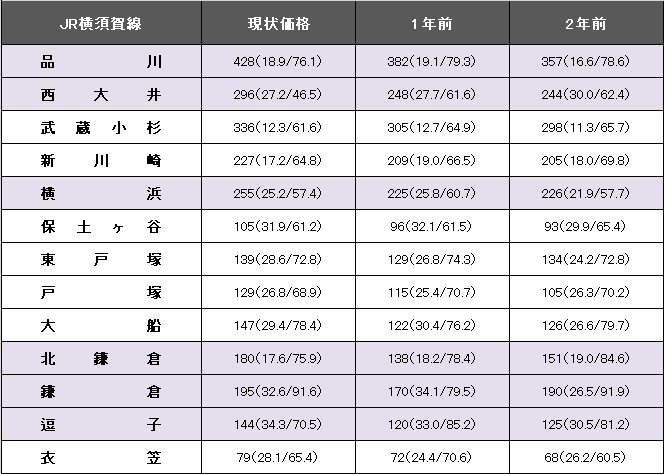 JR横須賀線 現状価格 1年前 2年前
品川 428(18.9/76.1) 382(19.1/79.3) 357(16.6/78.6)
西大井 296(27.2/46.5) 248(27.7/61.6) 244(30.0/62.4)
武蔵小杉 336(12.3/61.6) 305(12.7/64.9) 298(11.3/65.7)
新川崎 227(17.2/64.8) 209(19.0/66.5) 205(18.0/69.8)
横浜 255(25.2/57.4) 225(25.8/60.7) 226(21.9/57.7)
保土ヶ谷 105(31.9/61.2) 96(32.1/61.5) 93(29.9/65.4)
東戸塚 139(28.6/72.8) 129(26.8/74.3) 134(24.2/72.8)
戸塚 129(26.8/68.9) 115(25.4/70.7) 105(26.3/70.2)
大船 147(29.4/78.4) 122(30.4/76.2) 126(26.6/79.7)
北鎌倉 180(17.6/75.9) 138(18.2/78.4) 151(19.0/84.6)
鎌倉 195(32.6/91.6) 170(34.1/79.5) 190(26.5/91.9)
逗子 144(34.3/70.5) 120(33.0/85.2) 125(30.5/81.2)
衣笠 79(28.1/65.4) 72(24.4/70.6) 68(26.2/60.5)